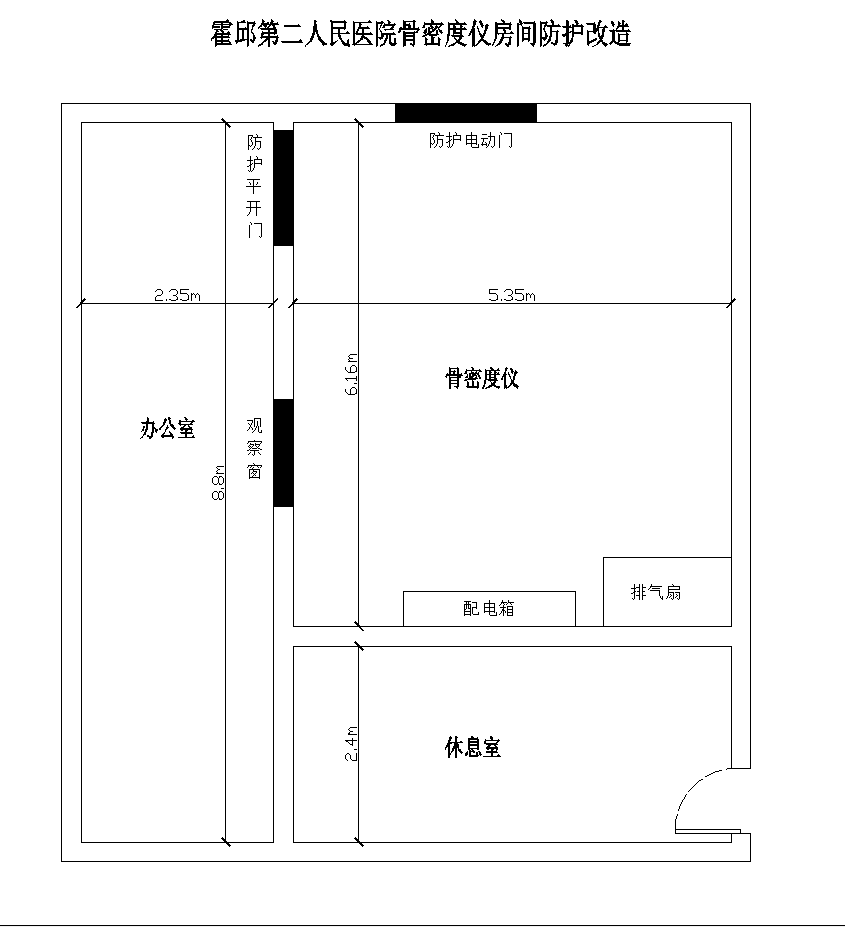 霍邱第二人民医院骨密度仪房间防护改造
防护电动门
防护平开门
2.35m
5.35m
6.16m
骨密度仪
办公室
观察窗
8.8m
排气扇
配电箱
休息室
2.4m